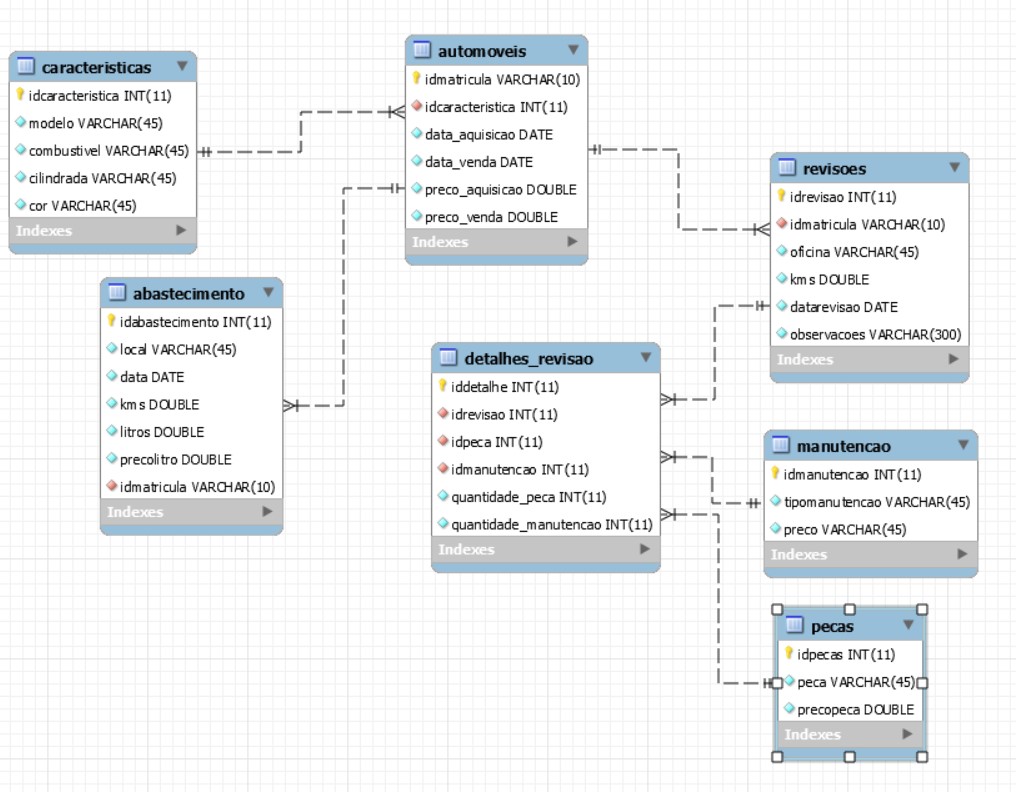 caracteristicas
idcaracteristica INT(11)
modelo VARCHAR(45)
combustivel VARCHAR(45)
cilindrada VARCHAR(45)
cor VARCHAR(45)
Indexes
automoveis
idmatricula VARCHAR(10)
idcaracteristica INT(11)
data_aquisicao DATE
data_venda DATE
preco_aquisicao DOUBLE
preco_venda DOUBLE
Indexes
revisoes
idrevisao INT(11)
idmatricula VARCHAR(10)
oficina VARCHAR(45)
kms DOUBLE
datarevisao DATE
observacoes VARCHAR(300)
Indexes
abastecimento
idabastecimento INT(11)
local VARCHAR(45)
data DATE
kms DOUBLE
litros DOUBLE
precolitro DOUBLE
idmatricula VARCHAR(10)
Indexes
detalhes_revisao
iddetalhe INT(11)
idrevisao INT(11)
idpeca INT(11)
idmanutencao INT(11)
quantidade_peca INT(11)
quantidade_manutencao INT(11)
Indexes
manutencao
idmanutencao INT(11)
tipomanutencao VARCHAR(45)
preco VARCHAR(45)
Indexes
pecas
idpecas INT(11)
peca VARCHAR(45)
precopeca DOUBLE
Indexes